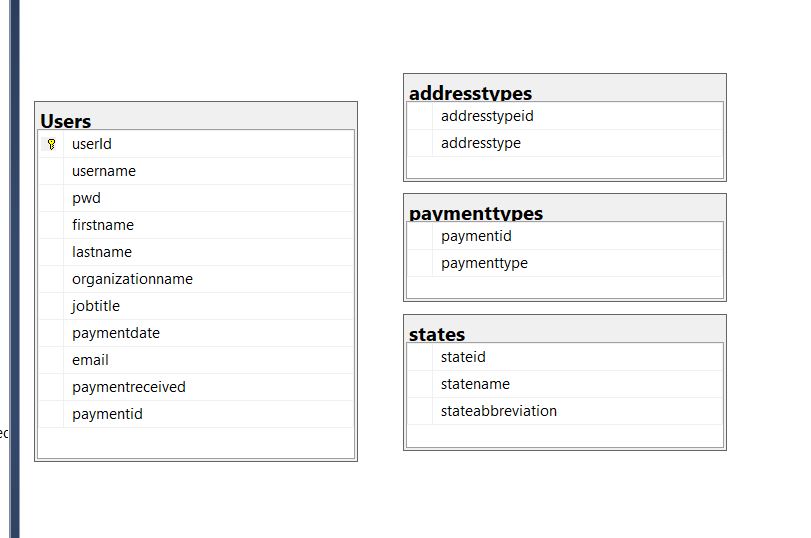 Users
userId
username
pwd
firstname
lastname
organizationname
jobtitle
paymentdate
email
paymentreceived
paymentid
addresstypes
addresstypeid
addresstype
paymenttypes
paymentid
paymenttype
states
stateid
statename
stateabbreviation